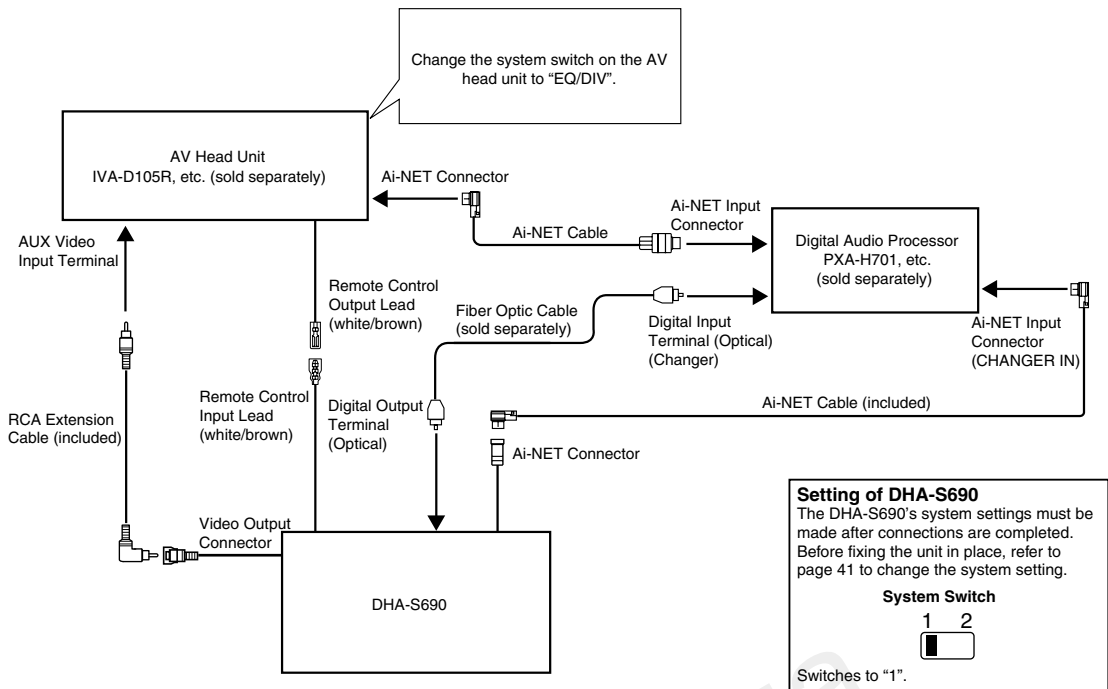 Change the system switch on the AV
head unit to “EQ/DIV”.
AV Head Unit
IVA-D105R, etc. (sold separately)
Ai-NET Connector
Ai-NET Cable
Ai-NET Input
Connector
Digital Audio Processor
PXA-H701, etc.
(sold separately)
AUX Video
Input Terminal
Remote Control
Output Lead
(white/brown)
Fiber Optic Cable
(sold separately)
Digital Input
Terminal (Optical)
(Changer)
Ai-NET Input
Connector
(CHANGER IN)
RCA Extension
Cable (included)
Remote Control
Input Lead
(white/brown)
Digital Output
Terminal
(Optical)
Ai-NET Cable (included)
Ai-NET Connector
Video Output
Connector
DHA-S690
Setting of DHA-S690
The DHA-S690’s system settings must be
made after connections are completed.
Before fixing the unit in place, refer to
page 41 to change the system setting.
System Switch
1 2
Switches to “1”.